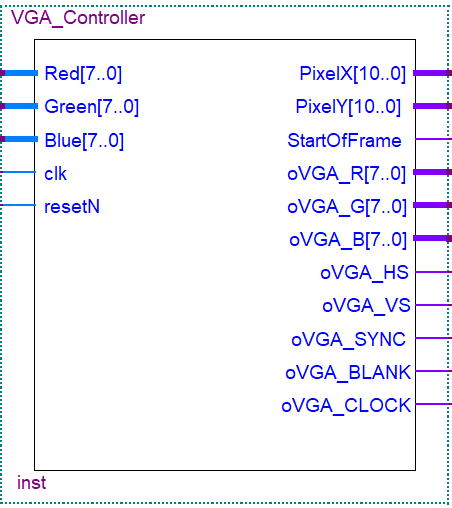 VGA_Controller
Red[7..0] PixelX[10..0]
Green[7..0] PixelY[10..0]
Blue[7..0] StartOfFrame
clk oVGA_R[7..0]
resetN oVGA_G[7..0]
oVGA_B[7..0]
oVGA_HS
oVGA_VS
oVGA_SYNC
oVGA_BLANK
oVGA_CLOCK
inst